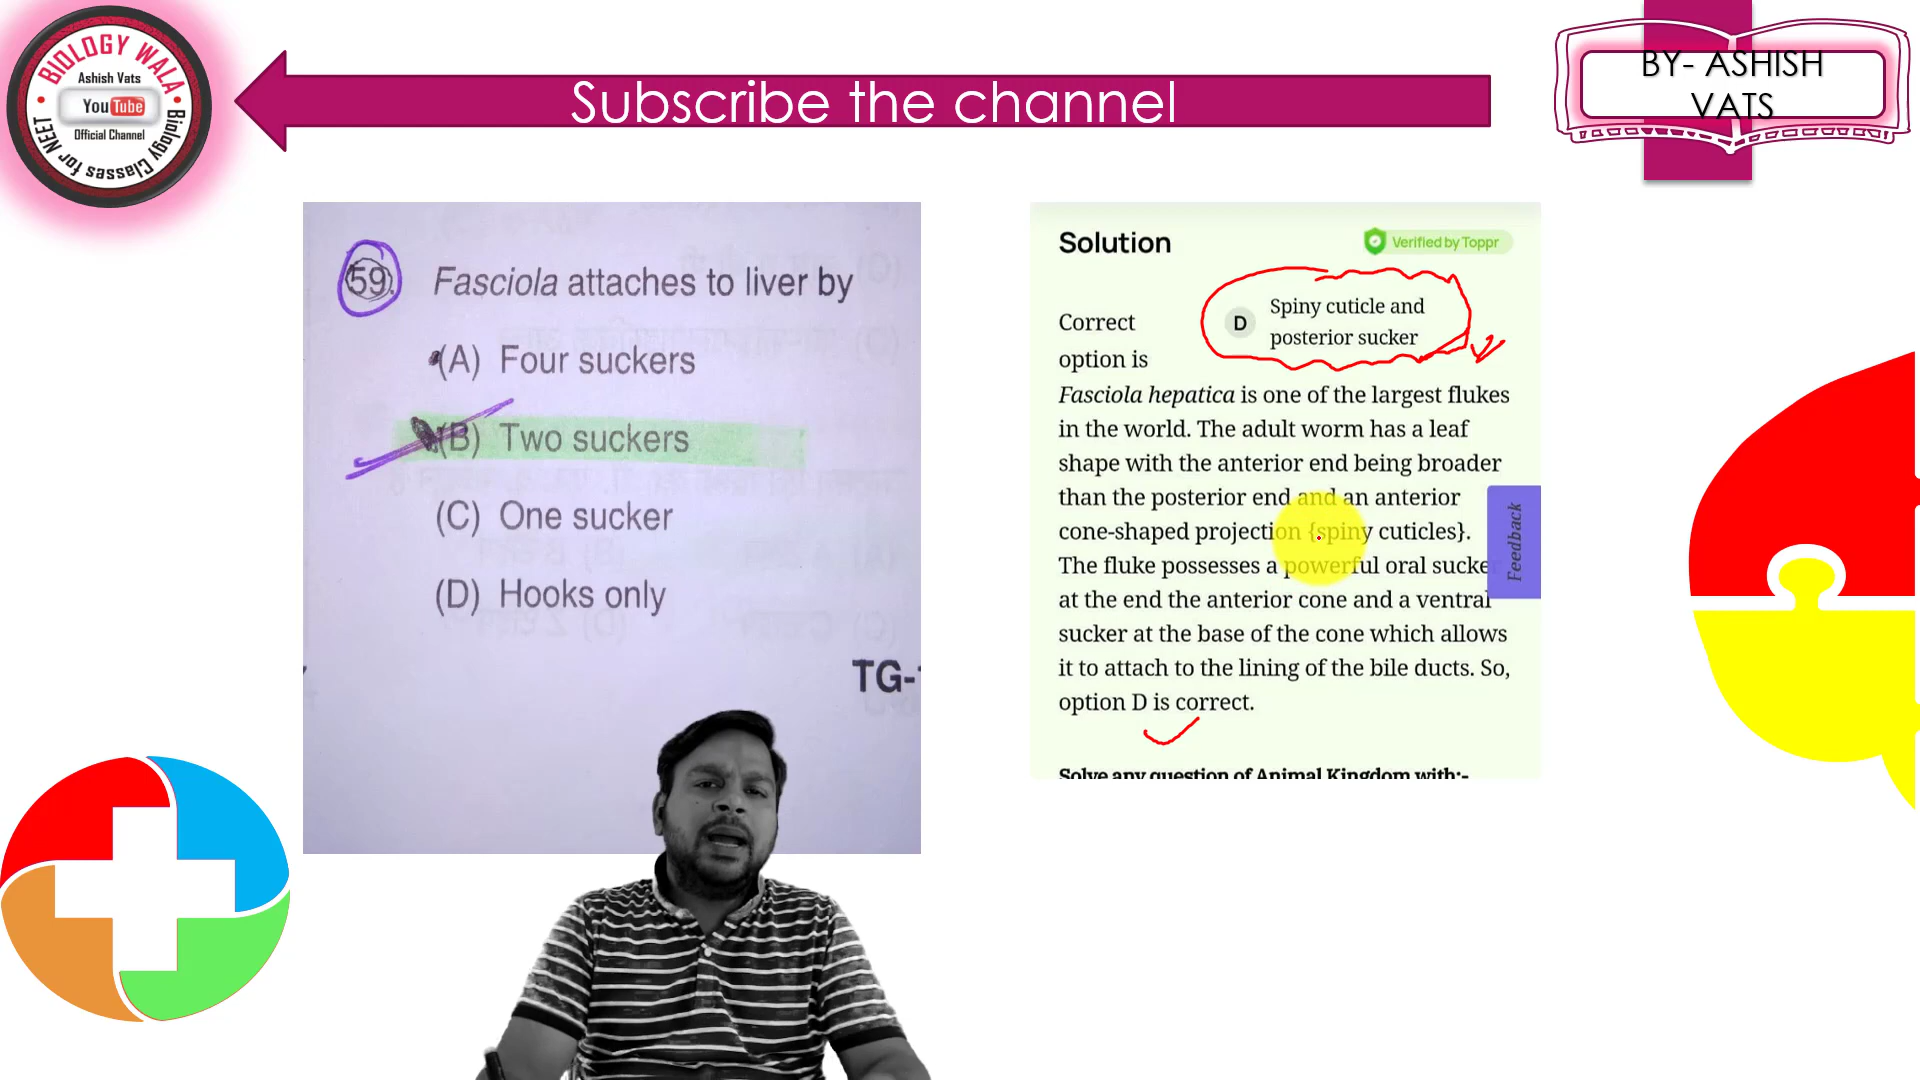 BIOLOGY WALA
Ashish Vats
YouTube
Official Channel
Biology Classes for NEET
Subscribe the channel
BY- ASHISH
VATS
59. Fasciola attaches to liver by
(A) Four suckers
(B) Two suckers
(C) One sucker
(D) Hooks only
TG-
Solution
Verified by Toppr
Correct
option is
D
Spiny cuticle and
posterior sucker
Fasciola hepatica is one of the largest flukes
in the world. The adult worm has a leaf
shape with the anterior end being broader
than the posterior end and an anterior
cone-shaped projection {spiny cuticles}.
The fluke possesses a powerful oral sucker
at the end the anterior cone and a ventral
sucker at the base of the cone which allows
it to attach to the lining of the bile ducts. So,
option D is correct.
Solve any question of Animal Kingdom with:-
Feedback